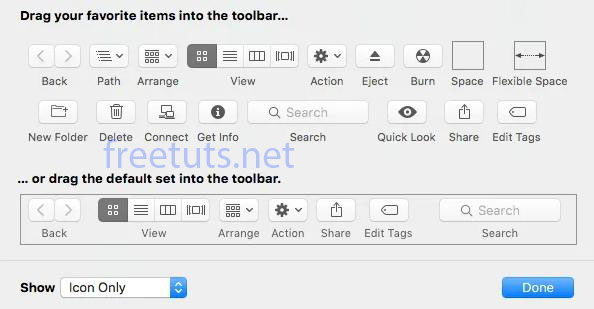 Drag your favorite items into the toolbar...
Back Path Arrange View Action Eject Burn Space Flexible Space
Search
New Folder Delete Connect Get Info Search Quick Look Share Edit Tags
freetuts.net
... or drag the default set into the toolbar.
Search
Back View Arrange Action Share Edit Tags Search
Show Icon Only Done